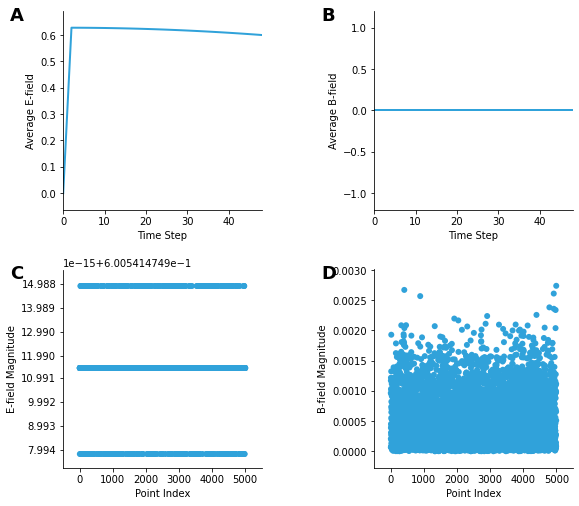 A
Average E-field
0.6
0.5
0.4
0.3
0.2
0.1
0.0
0 10 20 30 40
Time Step
B
Average B-field
1.0
0.5
0.0
−0.5
−1.0
0 10 20 30 40
Time Step
C
1e−15+6.005414749e−1
E-field Magnitude
14.988
13.989
12.990
11.990
10.991
9.992
8.993
7.994
0 1000 2000 3000 4000 5000
Point Index
D
B-field Magnitude
0.0030
0.0025
0.0020
0.0015
0.0010
0.0005
0.0000
0 1000 2000 3000 4000 5000
Point Index